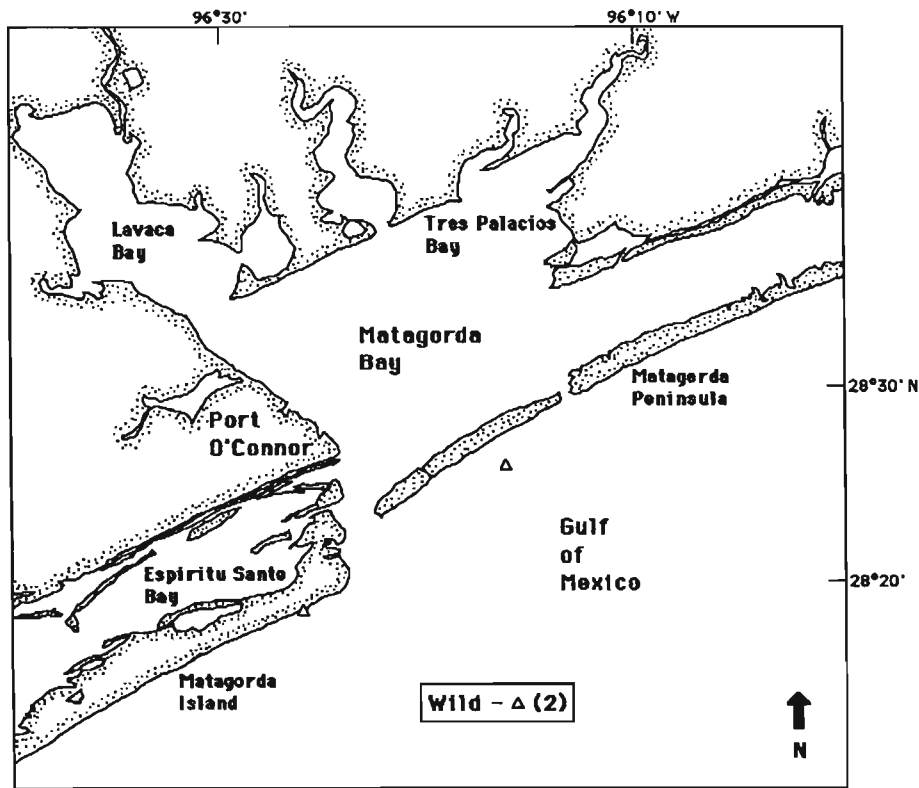 96°30'
96°10' W
Lavaca
Bay
Tres Palacios
Bay
Matagorda
Bay
Matagerda
Peninsula
28°30' N
Port
O'Connor
Gulf
of
Mexico
Espiritu Santo
Bay
28°20'
Matagorda
Island
Wild - Δ (2)
N